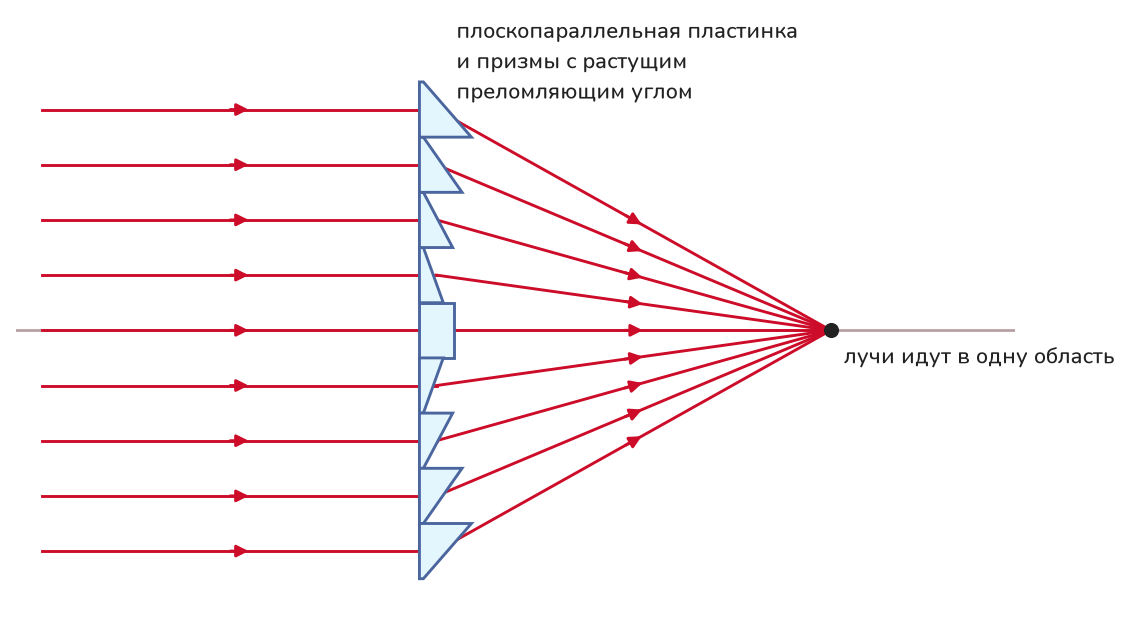 плоскопараллельная пластинка
и призмы с растущим
преломляющим углом
лучи идут в одну область